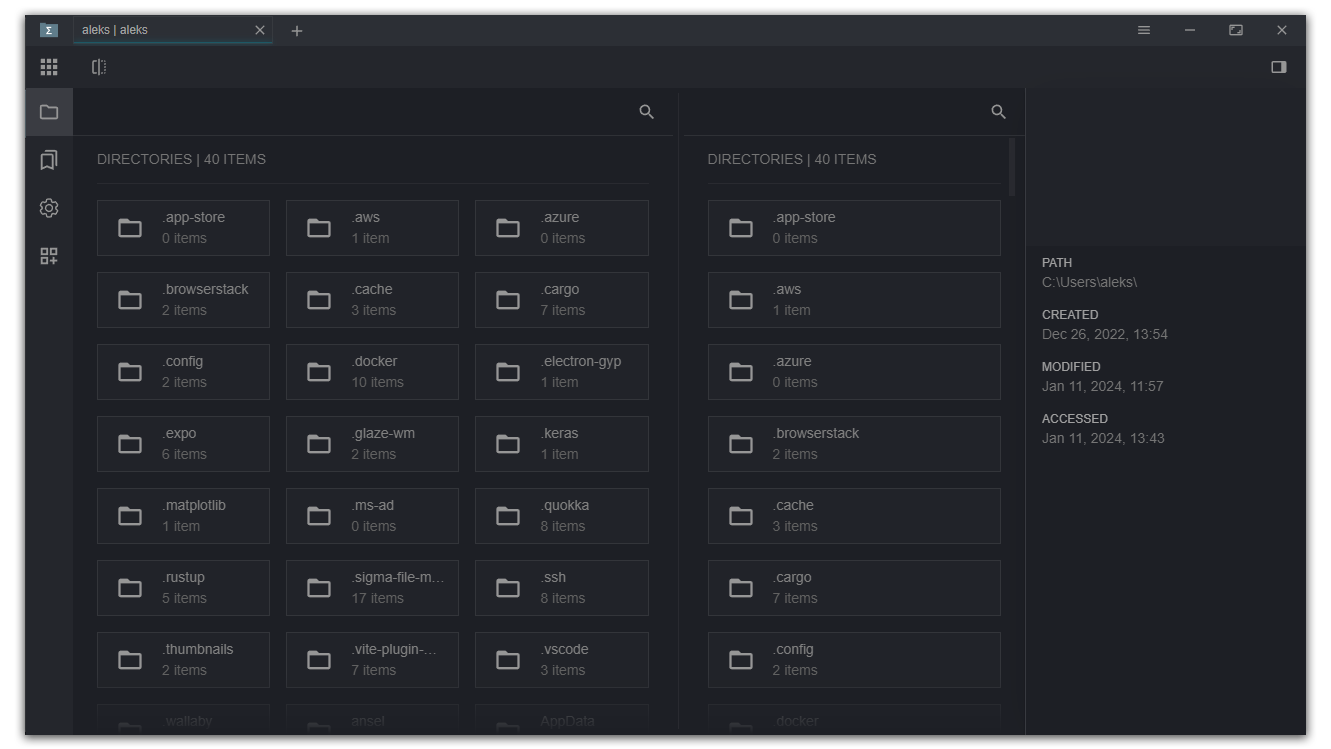 Σ
aleks | aleks
DIRECTORIES | 40 ITEMS
.app-store
0 items
.aws
1 item
.azure
0 items
.browserstack
2 items
.cache
3 items
.cargo
7 items
.config
2 items
.docker
10 items
.electron-gyp
1 item
.expo
6 items
.glaze-wm
2 items
.keras
1 item
.matplotlib
1 item
.ms-ad
0 items
.quokka
8 items
.rustup
5 items
.sigma-file-m...
17 items
.ssh
8 items
.thumbnails
2 items
.vite-plugin-...
7 items
.vscode
3 items
.wallaby
ansel
AppData
DIRECTORIES | 40 ITEMS
.app-store
0 items
.aws
1 item
.azure
0 items
.browserstack
2 items
.cache
3 items
.cargo
7 items
.config
2 items
.docker
PATH
C:\Users\aleks\
CREATED
Dec 26, 2022, 13:54
MODIFIED
Jan 11, 2024, 11:57
ACCESSED
Jan 11, 2024, 13:43